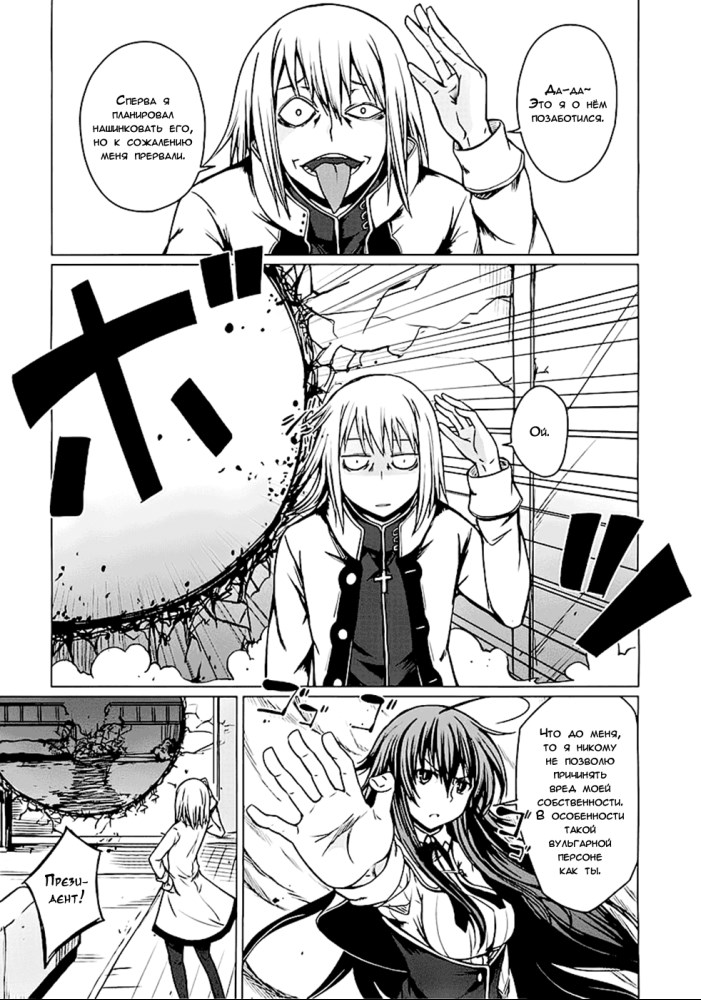 Да-да~
Это я о нём
позаботился.
Сперва я
планировал
нашинковать его,
но к сожалению
меня прервали.
ボ
Ой.
Что до меня,
то я никому
не позволю
причинять
вред моей
собственности.
В особенности
такой
вульгарной
персоне
как ты.
Прези-
дент!